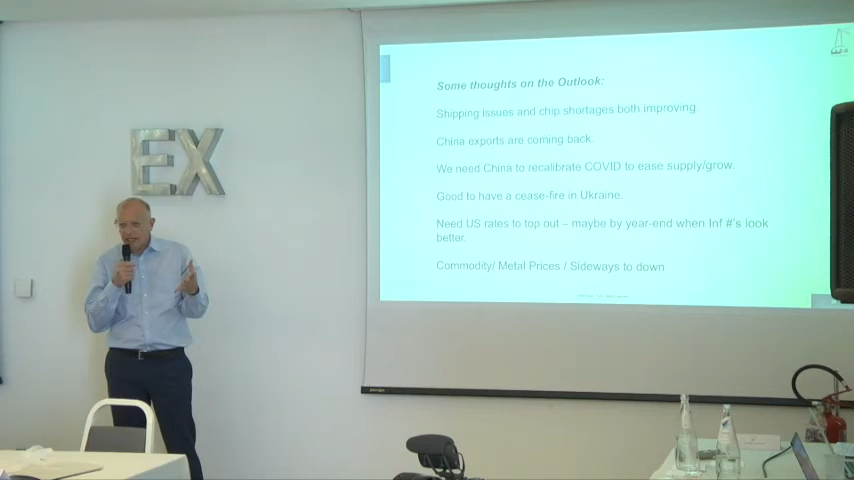 EX
Some thoughts on the Outlook:
Shipping issues and chip shortages both improving.
China exports are coming back.
We need China to recalibrate COVID to ease supply/grow.
Good to have a cease-fire in Ukraine.
Need US rates to top out – maybe by year-end when Inf #'s look
better.
Commodity/ Metal Prices / Sideways to down